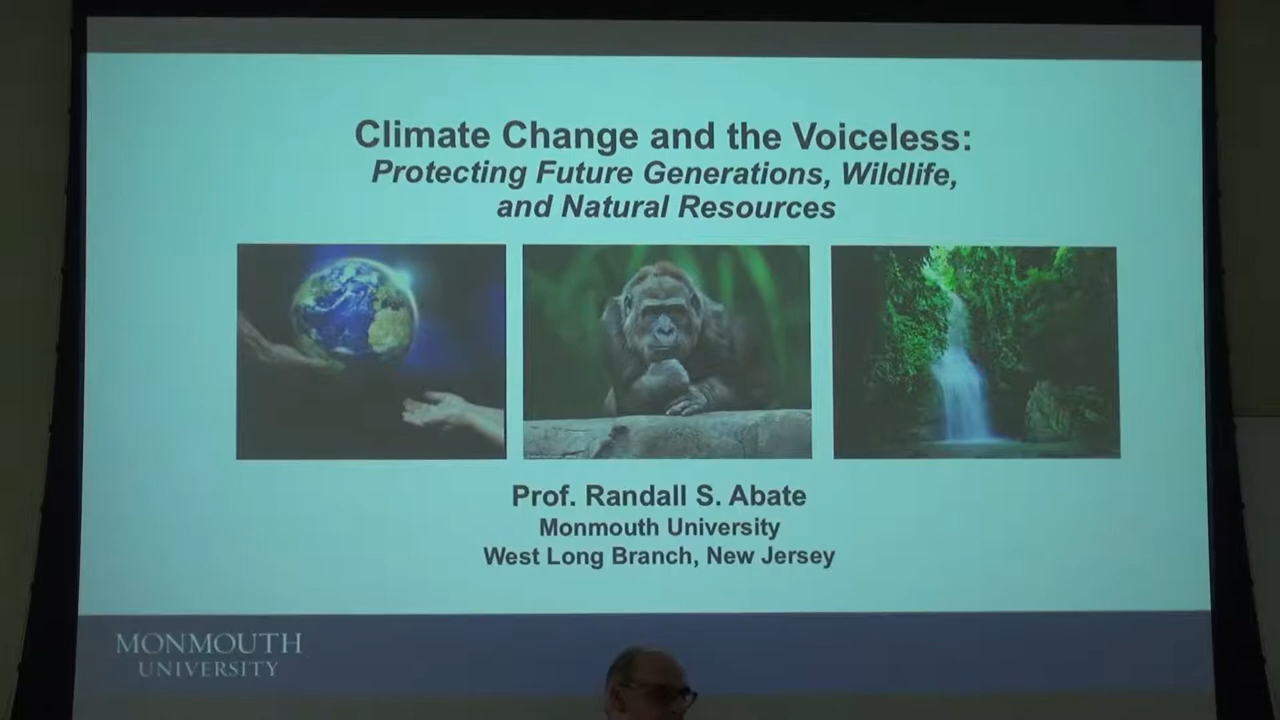 Climate Change and the Voiceless:
Protecting Future Generations, Wildlife,
and Natural Resources
Prof. Randall S. Abate
Monmouth University
West Long Branch, New Jersey
MONMOUTH
UNIVERSITY